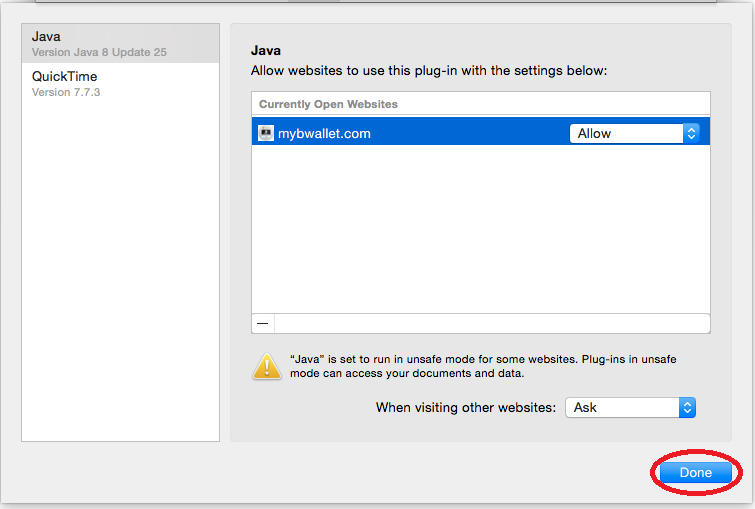 Java
Version Java 8 Update 25
QuickTime
Version 7.7.3
Java
Allow websites to use this plug-in with the settings below:
Currently Open Websites
mybwallet.com
Allow
“Java” is set to run in unsafe mode for some websites. Plug-ins in unsafe
mode can access your documents and data.
When visiting other websites:
Ask
Done